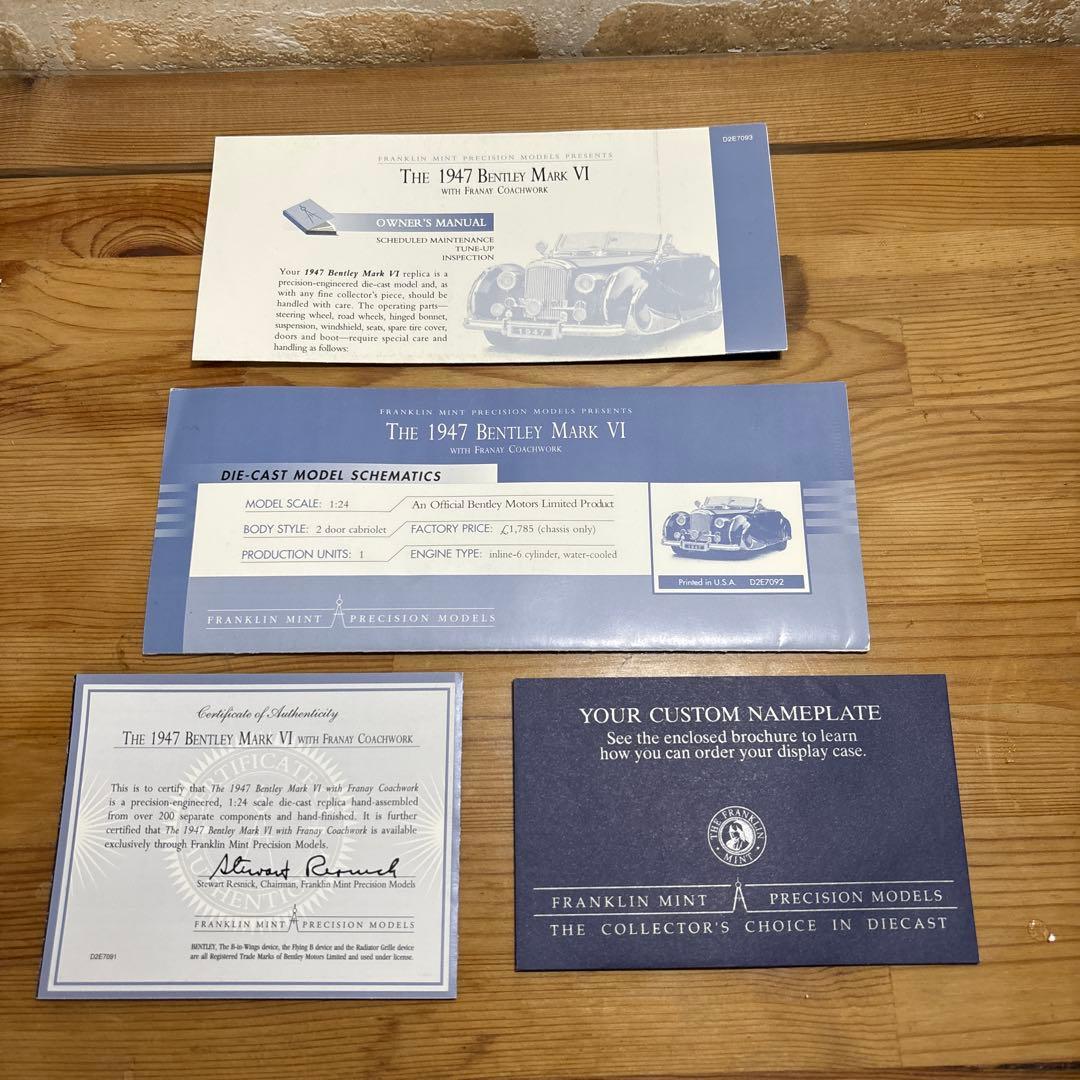 D2E7093
FRANKLIN MINT PRECISION MODELS PRESENTS
THE 1947 BENTLEY MARK VI
WITH FRANAY COACHWORK
OWNER'S MANUAL
SCHEDULED MAINTENANCE
TUNE-UP
INSPECTION
Your 1947 Bentley Mark VI replica is a
precision-engineered die-cast model and, as
with any fine collector's piece, should be
handled with care. The operating parts—
steering wheel, road wheels, hinged bonnet,
suspension, windshield, seats, spare tire cover,
doors and boot—require special care and
handling as follows:
1947
FRANKLIN MINT PRECISION MODELS PRESENTS
THE 1947 BENTLEY MARK VI
WITH FRANAY COACHWORK
DIE-CAST MODEL SCHEMATICS
MODEL SCALE: 1:24 An Official Bentley Motors Limited Product
BODY STYLE: 2 door cabriolet FACTORY PRICE: £1,785 (chassis only)
PRODUCTION UNITS: 1 ENGINE TYPE: inline-6 cylinder, water-cooled
1947
Printed in U.S.A. D2E7092
FRANKLIN MINT PRECISION MODELS
Certificate of Authenticity
THE 1947 BENTLEY MARK VI WITH FRANAY COACHWORK
CERTIFICATE
This is to certify that The 1947 Bentley Mark VI with Franay Coachwork
is a precision-engineered, 1:24 scale die-cast replica hand-assembled
from over 200 separate components and hand-finished. It is further
certified that The 1947 Bentley Mark VI with Franay Coachwork is available
exclusively through Franklin Mint Precision Models.
Stewart Resnick
Stewart Resnick, Chairman, Franklin Mint Precision Models
FRANKLIN MINT PRECISION MODELS
BENTLEY, The B-in-Wings device, the Flying B device and the Radiator Grille device
are all Registered Trade Marks of Bentley Motors Limited and used under license.
D2E7091
YOUR CUSTOM NAMEPLATE
See the enclosed brochure to learn
how you can order your display case.
THE FRANKLIN MINT
FRANKLIN MINT PRECISION MODELS
THE COLLECTOR'S CHOICE IN DIECAST